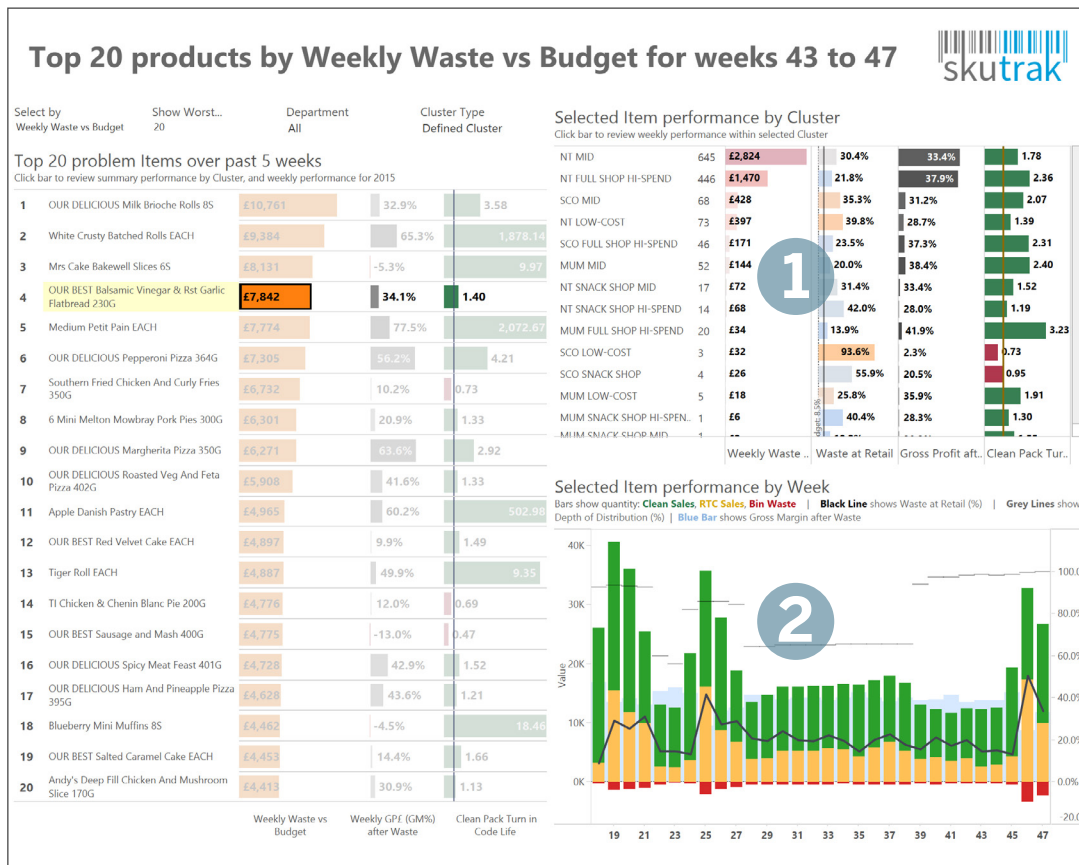 Top 20 products by Weekly Waste vs Budget for weeks 43 to 47
skutrak
Select by
Show Worst...
Department
Cluster Type
Weekly Waste vs Budget
20
All
Defined Cluster
Top 20 problem Items over past 5 weeks
Click bar to review summary performance by Cluster, and weekly performance for 2015
1 OUR DELICIOUS Milk Brioche Rolls 8S £10,761 32.9% 3.58
2 White Crusty Batched Rolls EACH £9,384 65.3% 1,878.14
3 Mrs Cake Bakewell Slices 6S £8,131 -5.3% 9.97
4 OUR BEST Balsamic Vinegar & Rst Garlic
Flatbread 230G £7,842 34.1% 1.40
5 Medium Petit Pain EACH £7,774 77.5% 2,072.67
6 OUR DELICIOUS Pepperoni Pizza 364G £7,305 56.2% 4.21
7 Southern Fried Chicken And Curly Fries
350G £6,732 10.2% 0.73
8 6 Mini Melton Mowbray Pork Pies 300G £6,301 20.9% 1.33
9 OUR DELICIOUS Margherita Pizza 350G £6,271 63.6% 2.92
10 OUR DELICIOUS Roasted Veg And Feta
Pizza 402G £5,908 41.6% 1.33
11 Apple Danish Pastry EACH £4,965 60.2% 502.98
12 OUR BEST Red Velvet Cake EACH £4,897 9.9% 1.49
13 Tiger Roll EACH £4,887 49.9% 9.35
14 TI Chicken & Chenin Blanc Pie 200G £4,776 12.0% 0.69
15 OUR BEST Sausage and Mash 400G £4,775 -13.0% 0.47
16 OUR DELICIOUS Spicy Meat Feast 401G £4,728 42.9% 1.52
17 OUR DELICIOUS Ham And Pineapple Pizza
395G £4,628 43.6% 1.21
18 Blueberry Mini Muffins 8S £4,462 -4.5% 18.46
19 OUR BEST Salted Caramel Cake EACH £4,453 14.4% 1.66
20 Andy's Deep Fill Chicken And Mushroom
Slice 170G £4,413 30.9% 1.13
Weekly Waste vs
Budget
Weekly GP£ (GM%)
after Waste
Clean Pack Turn in
Code Life
Selected Item performance by Cluster
Click bar to review weekly performance within selected Cluster
NT MID 645 £2,824 30.4% 33.4% 1.78
NT FULL SHOP HI-SPEND 446 £1,470 21.8% 37.9% 2.36
SCO MID 68 £428 35.3% 31.2% 2.07
NT LOW-COST 73 £397 39.8% 28.7% 1.39
SCO FULL SHOP HI-SPEND 46 £171 23.5% 37.3% 2.31
MUM MID 52 £144 20.0% 38.4% 2.40
NT SNACK SHOP MID 17 £72 31.4% 33.4% 1.52
NT SNACK SHOP HI-SPEND 14 £68 42.0% 28.0% 1.19
MUM FULL SHOP HI-SPEND 20 £34 13.9% 41.9% 3.23
SCO LOW-COST 3 £32 93.6% 2.3% 0.73
SCO SNACK SHOP 4 £26 55.9% 20.5% 0.95
MUM LOW-COST 5 £18 25.8% 35.9% 1.91
MUM SNACK SHOP HI-SPEN.. 1 £6 40.4% 28.3% 1.30
MUM SNACK SHOP MID 1
dget: 8.5%
Weekly Waste .. Waste at Retail Gross Profit aft.. Clean Pack Tur..
1
Selected Item performance by Week
Bars show quantity: Clean Sales, RTC Sales, Bin Waste | Black Line shows Waste at Retail (%) | Grey Lines show
Depth of Distribution (%) | Blue Bar shows Gross Margin after Waste
Value
40K
30K
20K
10K
0K
2
100.0
80.0%
60.0%
40.0%
20.0%
0.0%
-20.0
19 21 23 25 27 29 31 33 35 37 39 41 43 45 47